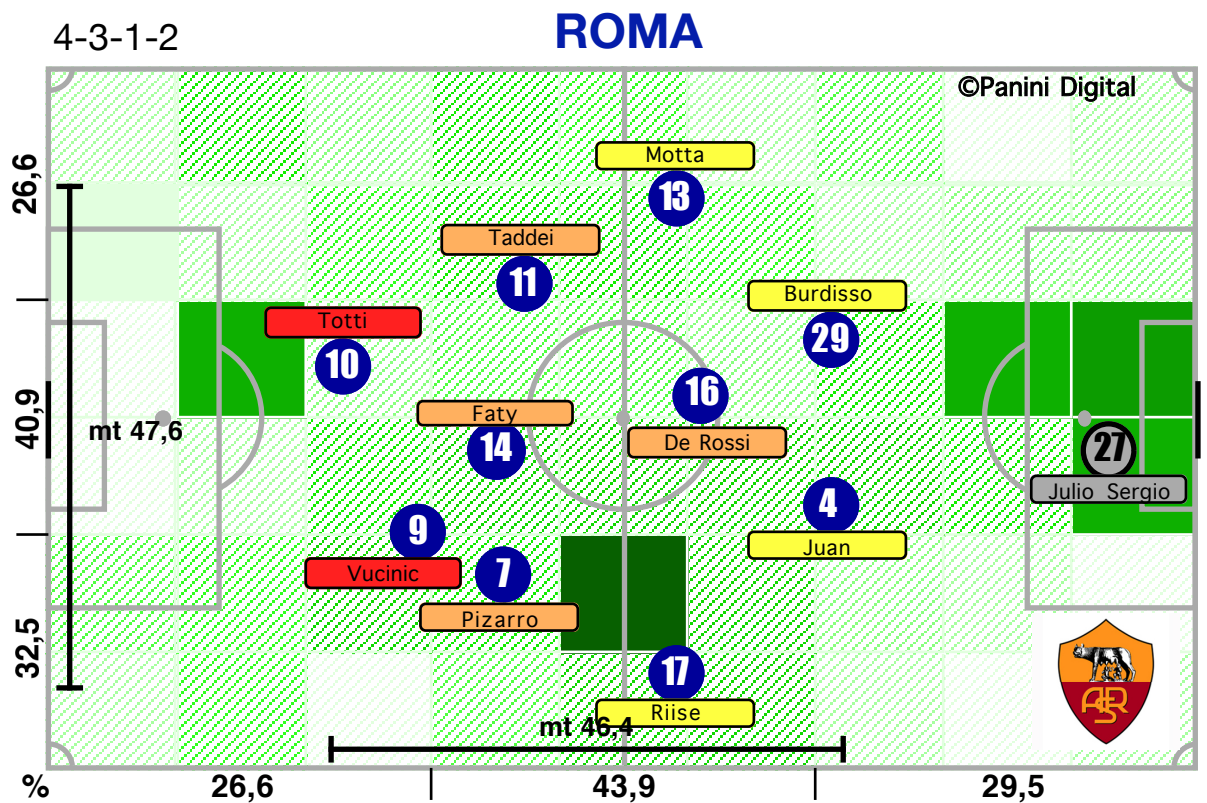 ROMA
4-3-1-2
©Panini Digital
Motta
13
26,6
Taddei
11
Burdisso
29
Totti
10
16
De Rossi
Faty
14
40,9
mt 47,6
27
Julio Sergio
9
Vucinic
7
Pizarro
4
Juan
32,5
17
Riise
mt 46,4
ASR
%
26,6
43,9
29,5